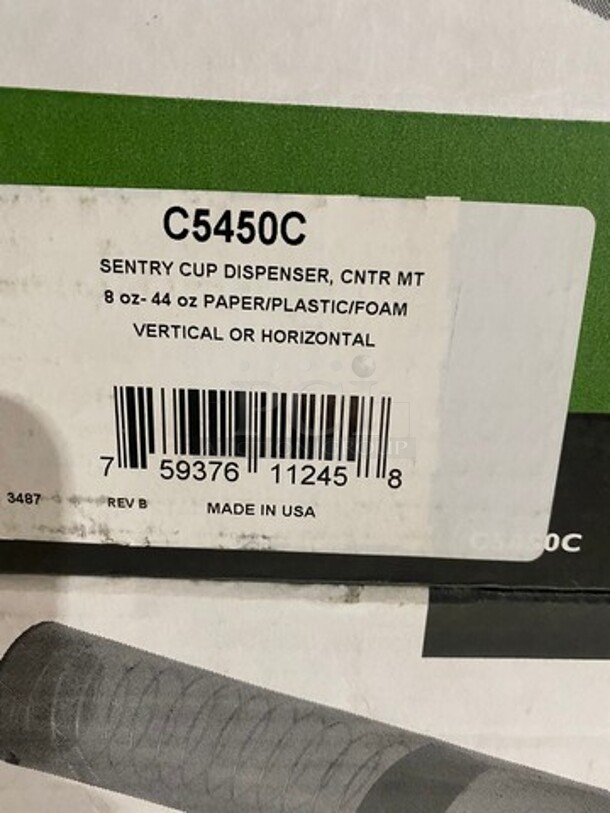 C5450C
SENTRY CUP DISPENSER, CNTR MT
8 oz- 44 oz PAPER/PLASTIC/FOAM
VERTICAL OR HORIZONTAL
7 59376 11245 8
3487 REV B MADE IN USA
C5450C